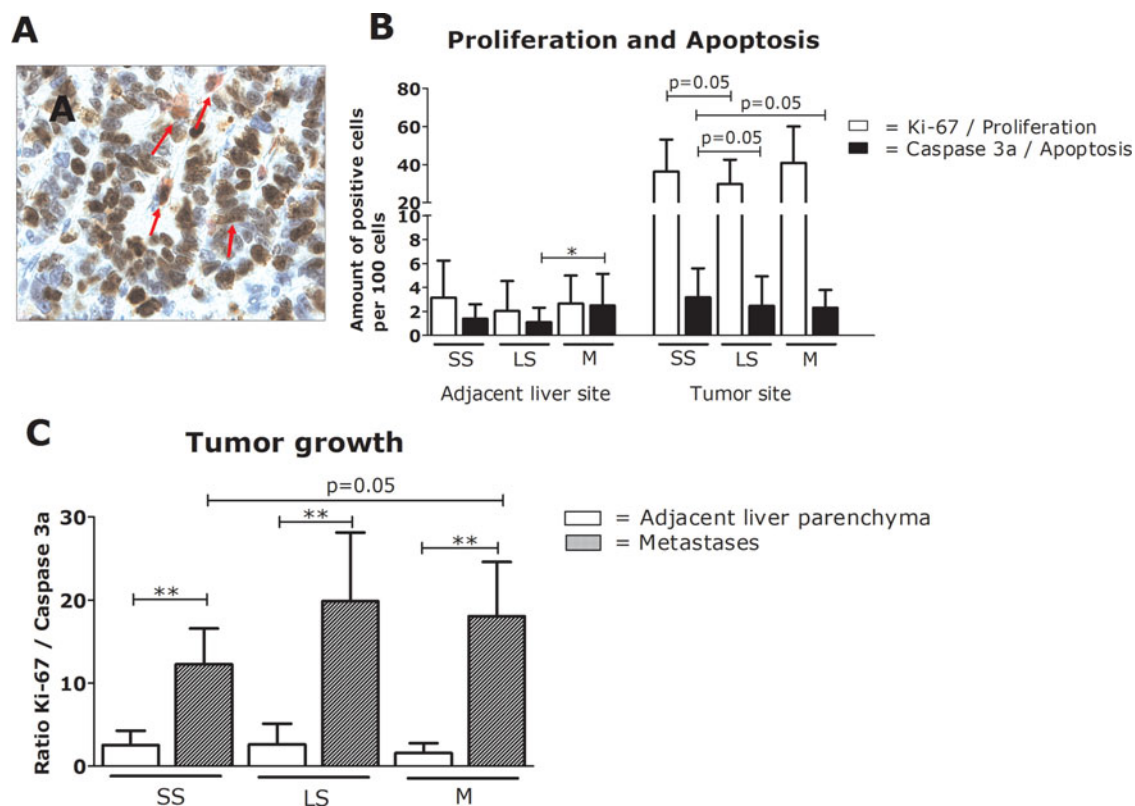 A
A
B
Proliferation and Apoptosis
p=0.05
p=0.05
p=0.05
*
80
60
40
20
10
8
6
4
2
0
Amount of positive cells
per 100 cells
= Ki-67 / Proliferation
= Caspase 3a / Apoptosis
SS LS M SS LS M
Adjacent liver site Tumor site
C
Tumor growth
p=0.05
** ** **
30
20
10
0
Ratio Ki-67 / Caspase 3a
= Adjacent liver parenchyma
= Metastases
SS LS M